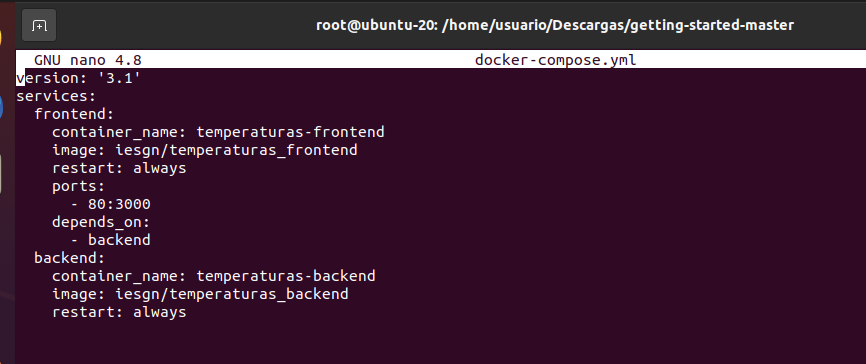 root@ubuntu-20: /home/usuario/Descargas/getting-started-master
GNU nano 4.8 docker-compose.yml
version: '3.1'
services:
  frontend:
    container_name: temperaturas-frontend
    image: iesgn/temperaturas_frontend
    restart: always
    ports:
      - 80:3000
    depends_on:
      - backend
  backend:
    container_name: temperaturas-backend
    image: iesgn/temperaturas_backend
    restart: always